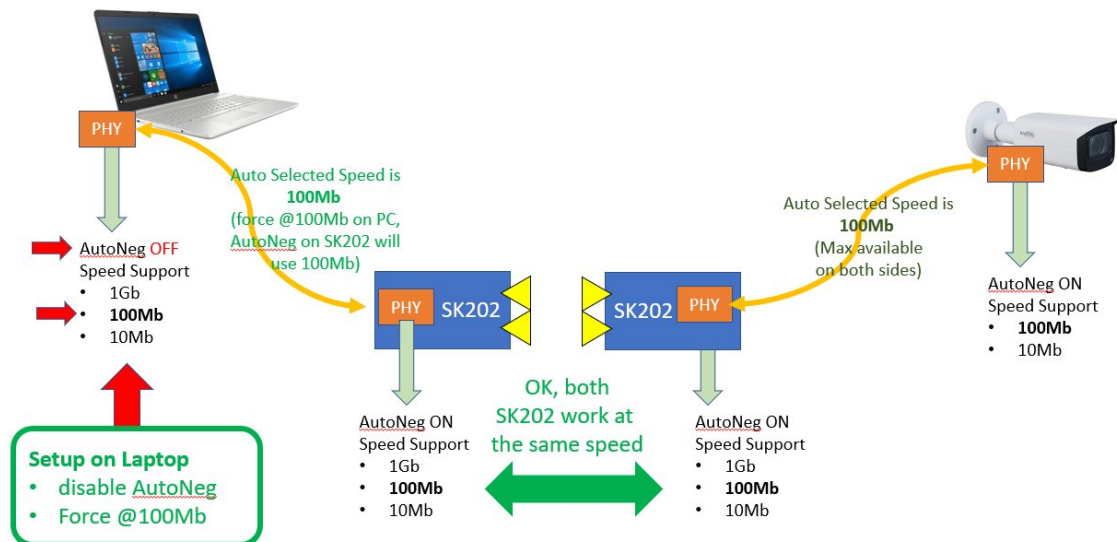 PHY
Auto Selected Speed is
100Mb
(force @100Mb on PC,
AutoNeg on SK202 will
use 100Mb)
AutoNeg OFF
Speed Support
• 1Gb
• 100Mb
• 10Mb
Setup on Laptop
• disable AutoNeg
• Force @100Mb
PHY
SK202
AutoNeg ON
Speed Support
• 1Gb
• 100Mb
• 10Mb
OK, both
SK202 work at
the same speed
SK202
PHY
AutoNeg ON
Speed Support
• 1Gb
• 100Mb
• 10Mb
Auto Selected Speed is
100Mb
(Max available
on both sides)
PHY
AutoNeg ON
Speed Support
• 100Mb
• 10Mb